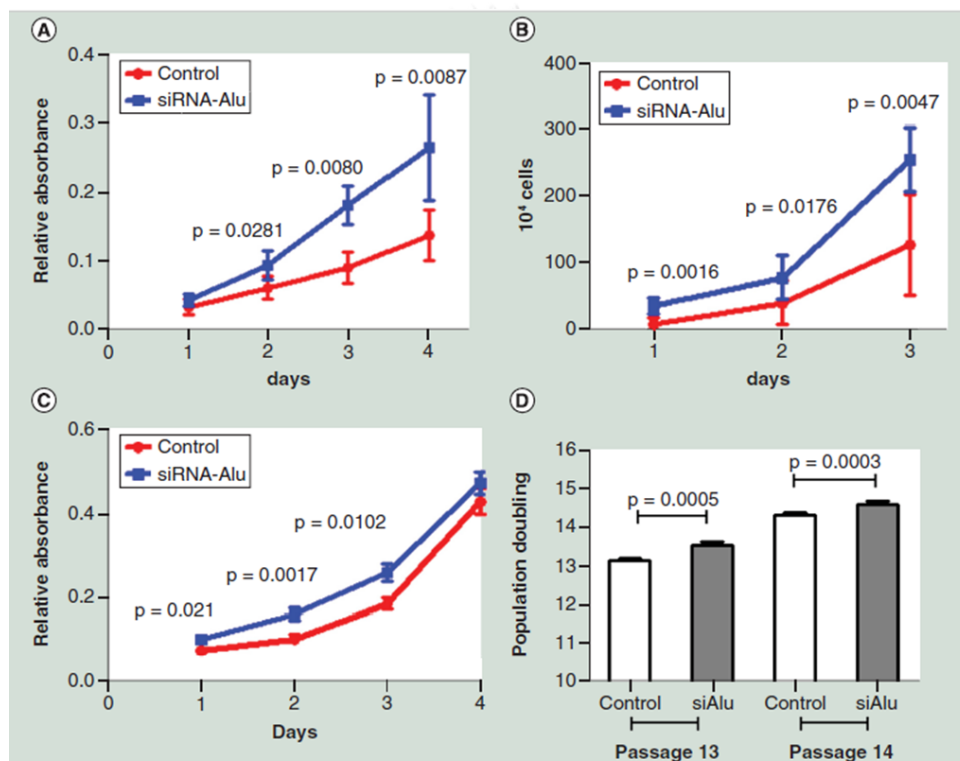 A
Relative absorbance
0.4
0.3
0.2
0.1
0.0
Control
siRNA-Alu
p = 0.0281
p = 0.0080
p = 0.0087
0 1 2 3 4
days
B
10⁴ cells
400
300
200
100
0
Control
siRNA-Alu
p = 0.0016
p = 0.0176
p = 0.0047
1 2 3
days
C
Relative absorbance
0.6
0.4
0.2
0.0
Control
siRNA-Alu
p = 0.021
p = 0.0017
p = 0.0102
0 1 2 3 4
Days
D
Population doubling
16
15
14
13
12
11
10
p = 0.0005
p = 0.0003
Control siAlu Control siAlu
Passage 13 Passage 14